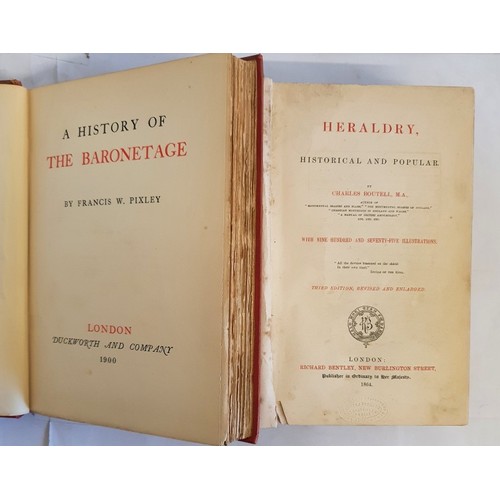 A HISTORY OF
THE BARONETAGE
BY FRANCIS W. PIXLEY
LONDON
DUCKWORTH AND COMPANY
1900
HERALDRY,
HISTORICAL AND POPULAR.
BY
CHARLES BOUTELL, M.A.
AUTHOR OF
WITH NINE HUNDRED AND SEVENTY-FIVE ILLUSTRATIONS.
THIRD EDITION, REVISED AND ENLARGED.
LONDON:
RICHARD BENTLEY, NEW BURLINGTON STREET,
Publisher in Ordinary to Her Majesty.
1864.